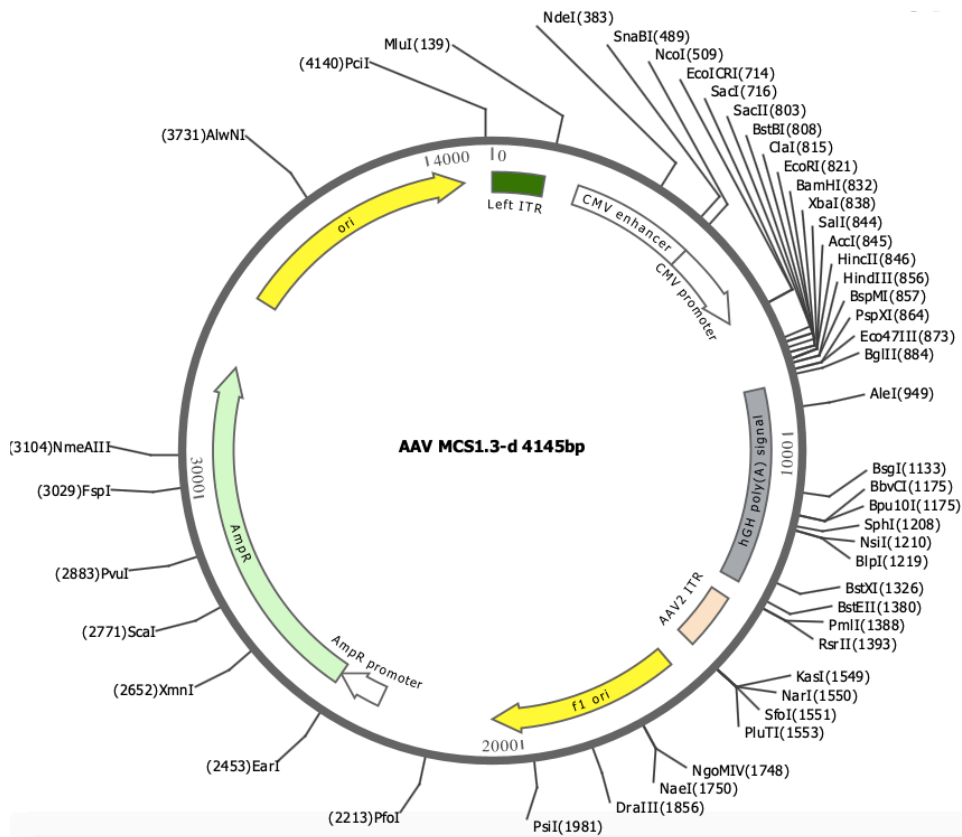 NdeI(383)
SnaBI(489)
NcoI(509)
EcoICRI(714)
SacI(716)
SacII(803)
BstBI(808)
ClaI(815)
EcoRI(821)
BamHI(832)
XbaI(838)
SalI(844)
AccI(845)
HincII(846)
HindIII(856)
BspMI(857)
PspXI(864)
Eco47III(873)
BglII(884)
AleI(949)
BsgI(1133)
BbvCI(1175)
Bpu10I(1175)
SphI(1208)
NsiI(1210)
BlpI(1219)
BstXI(1326)
BstEII(1380)
PmlI(1388)
RsrII(1393)
KasI(1549)
NarI(1550)
SfoI(1551)
PluTI(1553)
NgoMIV(1748)
NaeI(1750)
DraIII(1856)
PsiI(1981)
(2213)PfoI
(2453)EarI
(2652)XmnI
(2771)ScaI
(2883)PvuI
(3029)FspI
(3104)NmeAIII
(3731)AlwNI
(4140)PciI
MluI(139)
0
1000
2000
3000
4000
Left ITR
CMV enhancer
CMV promoter
hGH poly(A) signal
AAV2 ITR
f1 ori
AmpR promoter
AmpR
ori
AAV MCS1.3-d 4145bp